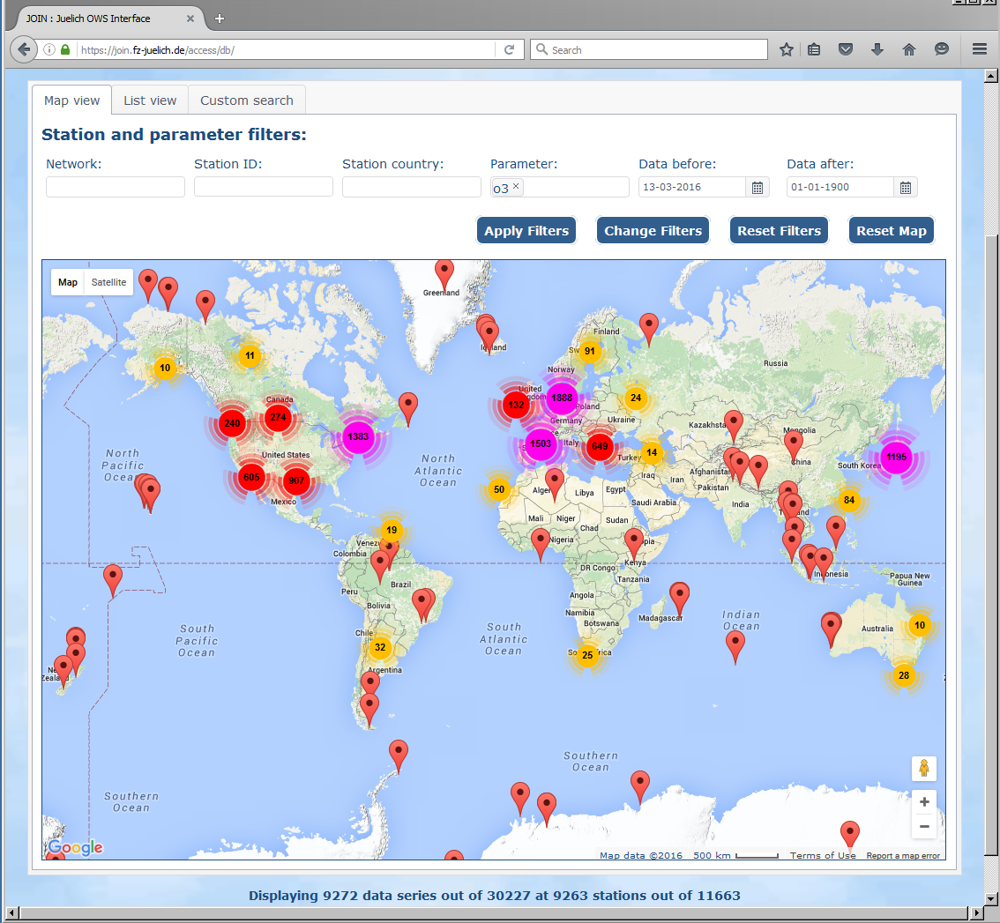 JOIN : Juelich OWS Interface
https://join.fz-juelich.de/access/db/
Search
Map view List view Custom search
Station and parameter filters:
Network: Station ID: Station country: Parameter: Data before: Data after:
o3 × 13-03-2016 01-01-1900
Apply Filters Change Filters Reset Filters Reset Map
Map Satellite
Greenland
Finland
Russia
Norway
10
11
91
United
Canada
132
1888
24
Poland
Germany
Ukraine
Kazakhsta
Mongolia
240
274
1383
1503
Italy
649
Turkey
14
China
South Korea
1195
United States
North
Pacific
Ocean
North
Atlantic
Ocean
605
907
Mexico
50
Alger
Libya
Egypt
Iraq
Iran
Afghanistan
Pakistan
India
84
Saudi Arabia
Mali
Niger
Chad
Sudan
Nigeria
19
Venezu
Colombia
DR Congo
Kenya
Tanzania
Indonesia
Papua New
Guinea
Peru
Brazil
Bolivia
Angola
Namibia
Botswana
Madagascar
Indian
Ocean
Australia
10
South
Pacific
Ocean
South
Atlantic
Ocean
Chile
32
Argentina
25
28
Zealand
Southern
Ocean
Southern
Ocean
Google
Map data ©2016 500 km Terms of Use Report a map error
Displaying 9272 data series out of 30227 at 9263 stations out of 11663